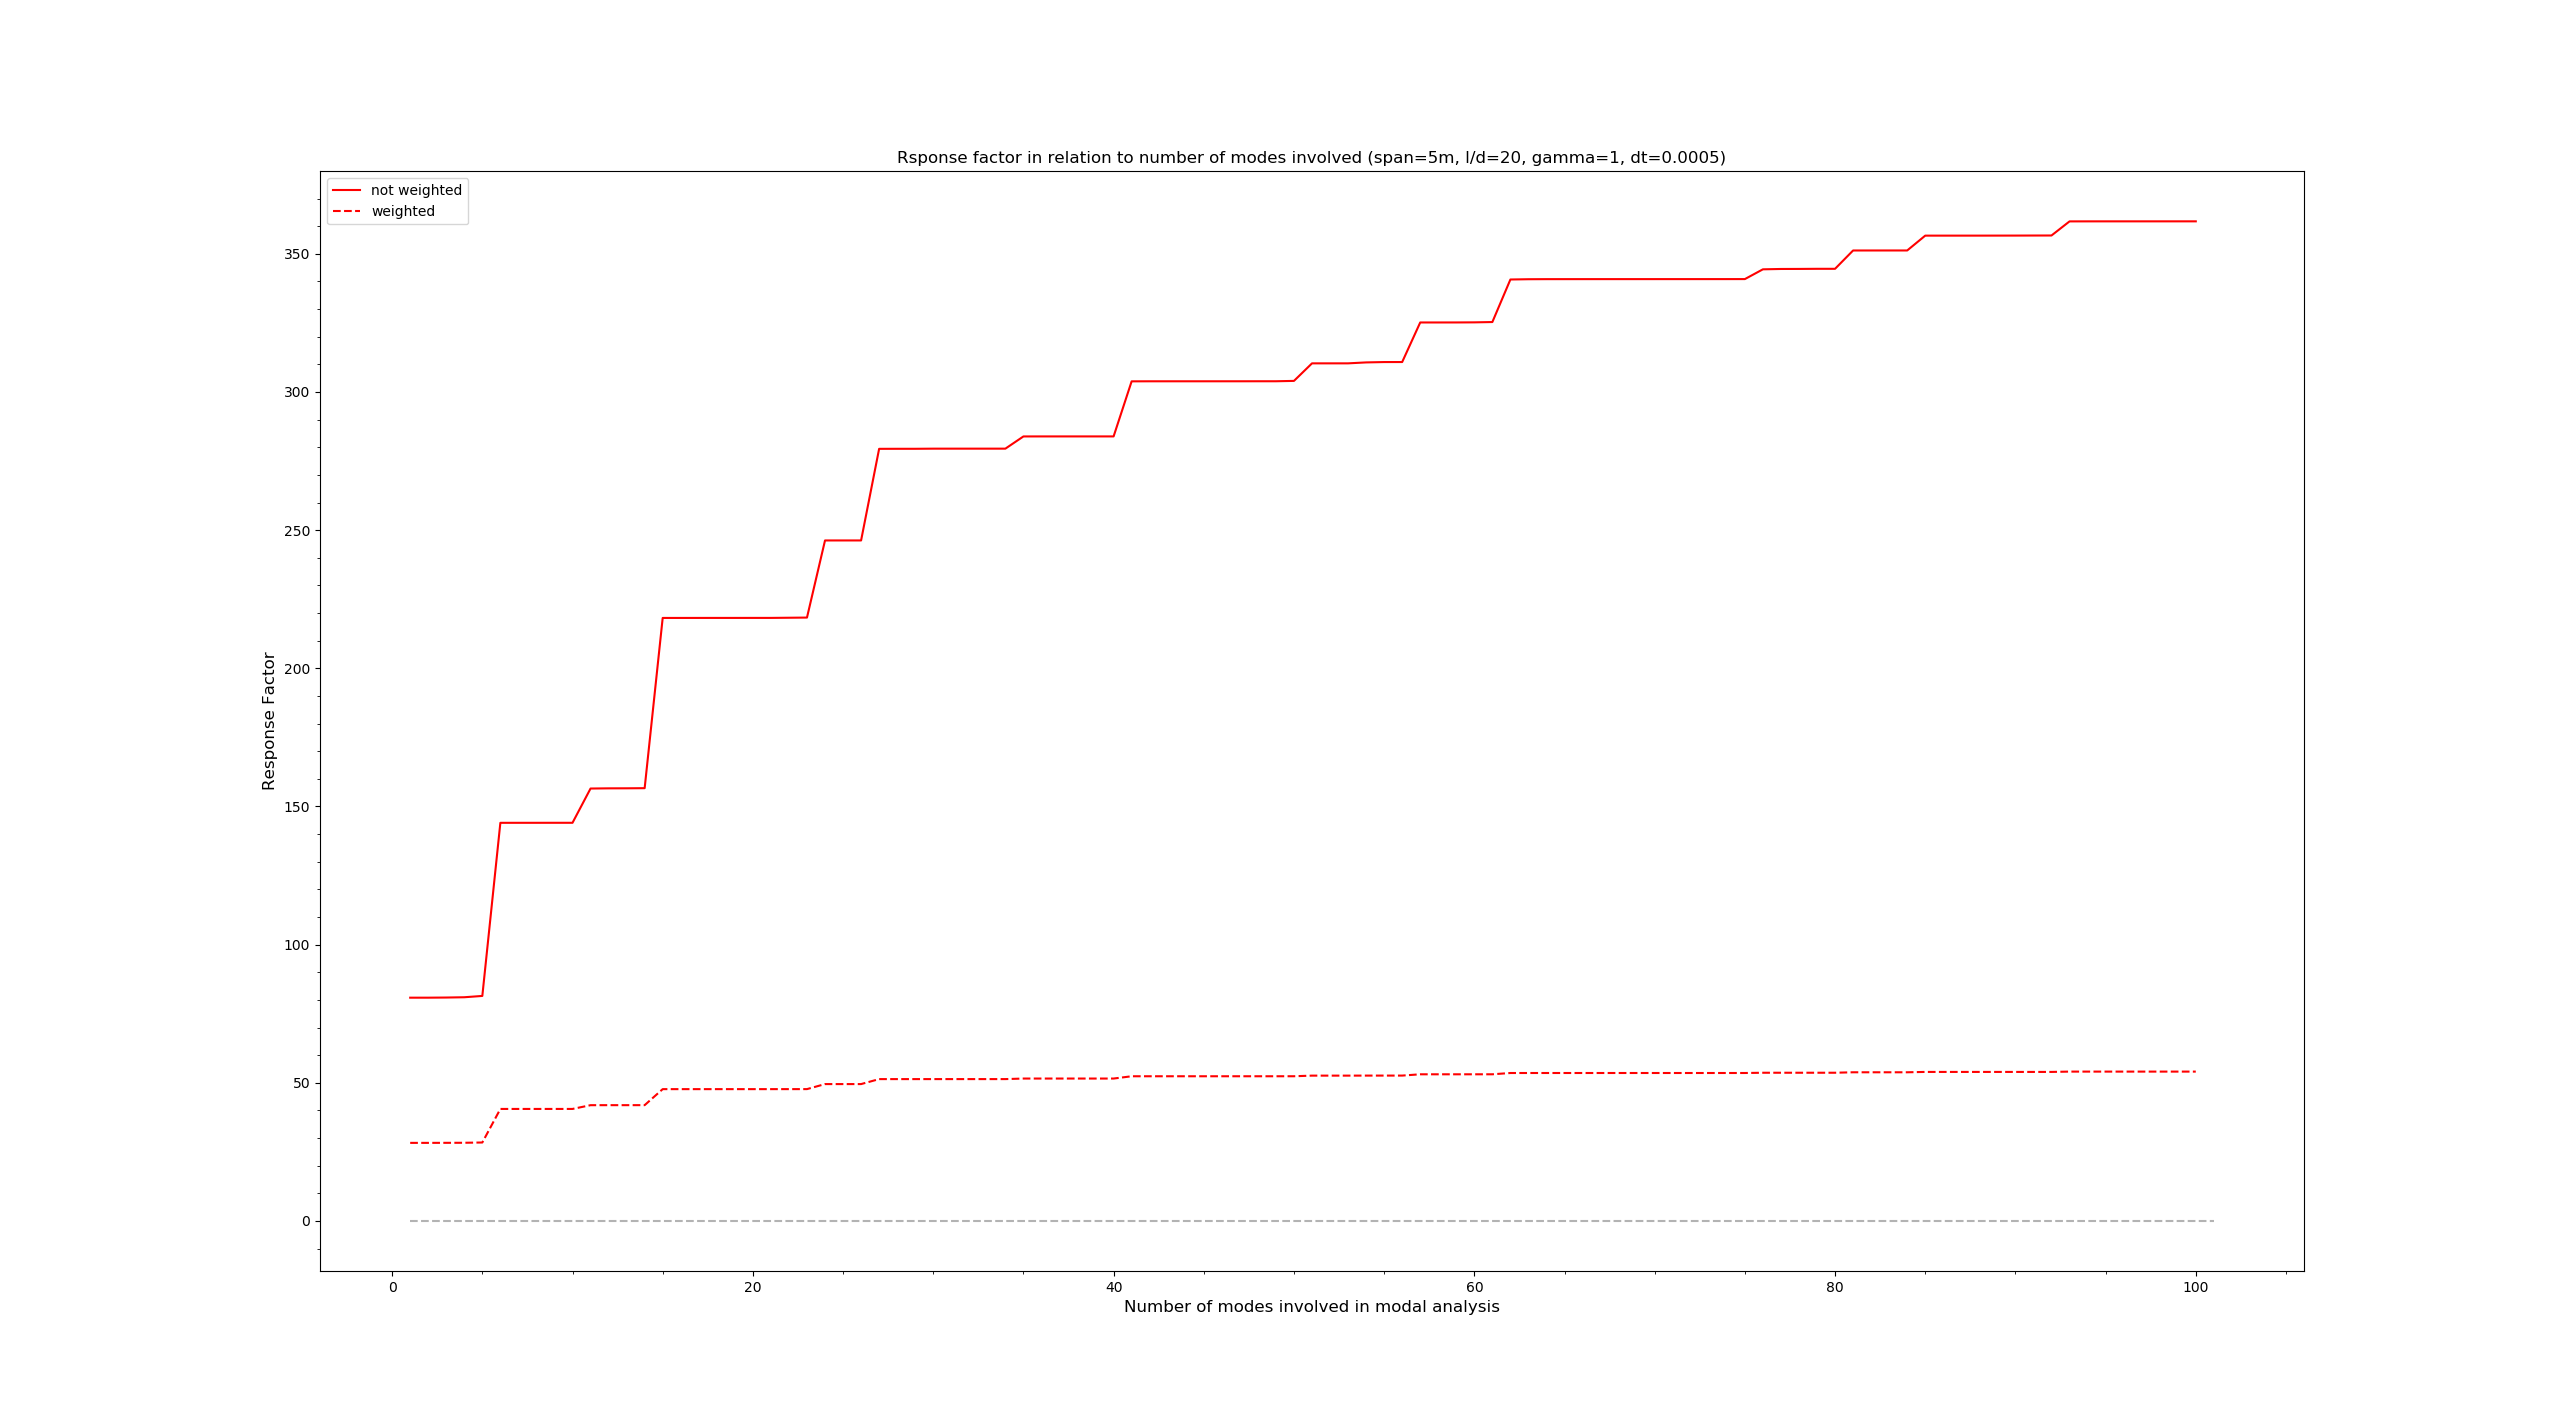 Rsponse factor in relation to number of modes involved (span=5m, l/d=20, gamma=1, dt=0.0005)
not weighted
weighted
350
300
250
200
150
100
50
0
Response Factor
0 20 40 60 80 100
Number of modes involved in modal analysis